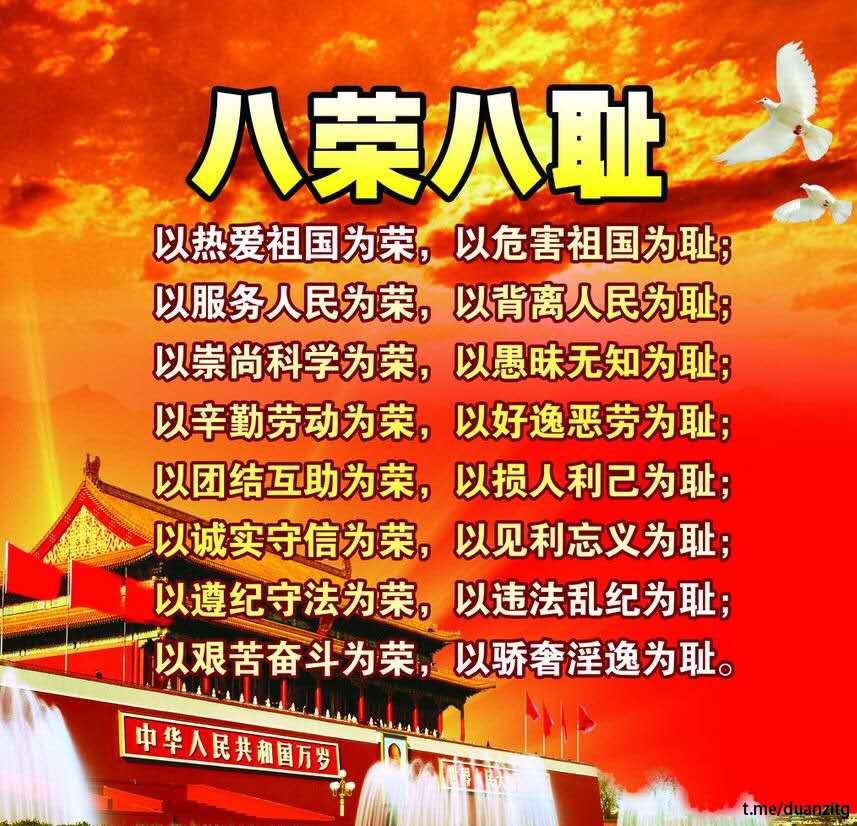 八荣八耻
以热爱祖国为荣，以危害祖国为耻；
以服务人民为荣，以背离人民为耻；
以崇尚科学为荣，以愚昧无知为耻；
以辛勤劳动为荣，以好逸恶劳为耻；
以团结互助为荣，以损人利己为耻；
以诚实守信为荣，以见利忘义为耻；
以遵纪守法为荣，以违法乱纪为耻；
以艰苦奋斗为荣，以骄奢淫逸为耻。
中华人民共和国万岁
世界人民大
t.me/duanzitg